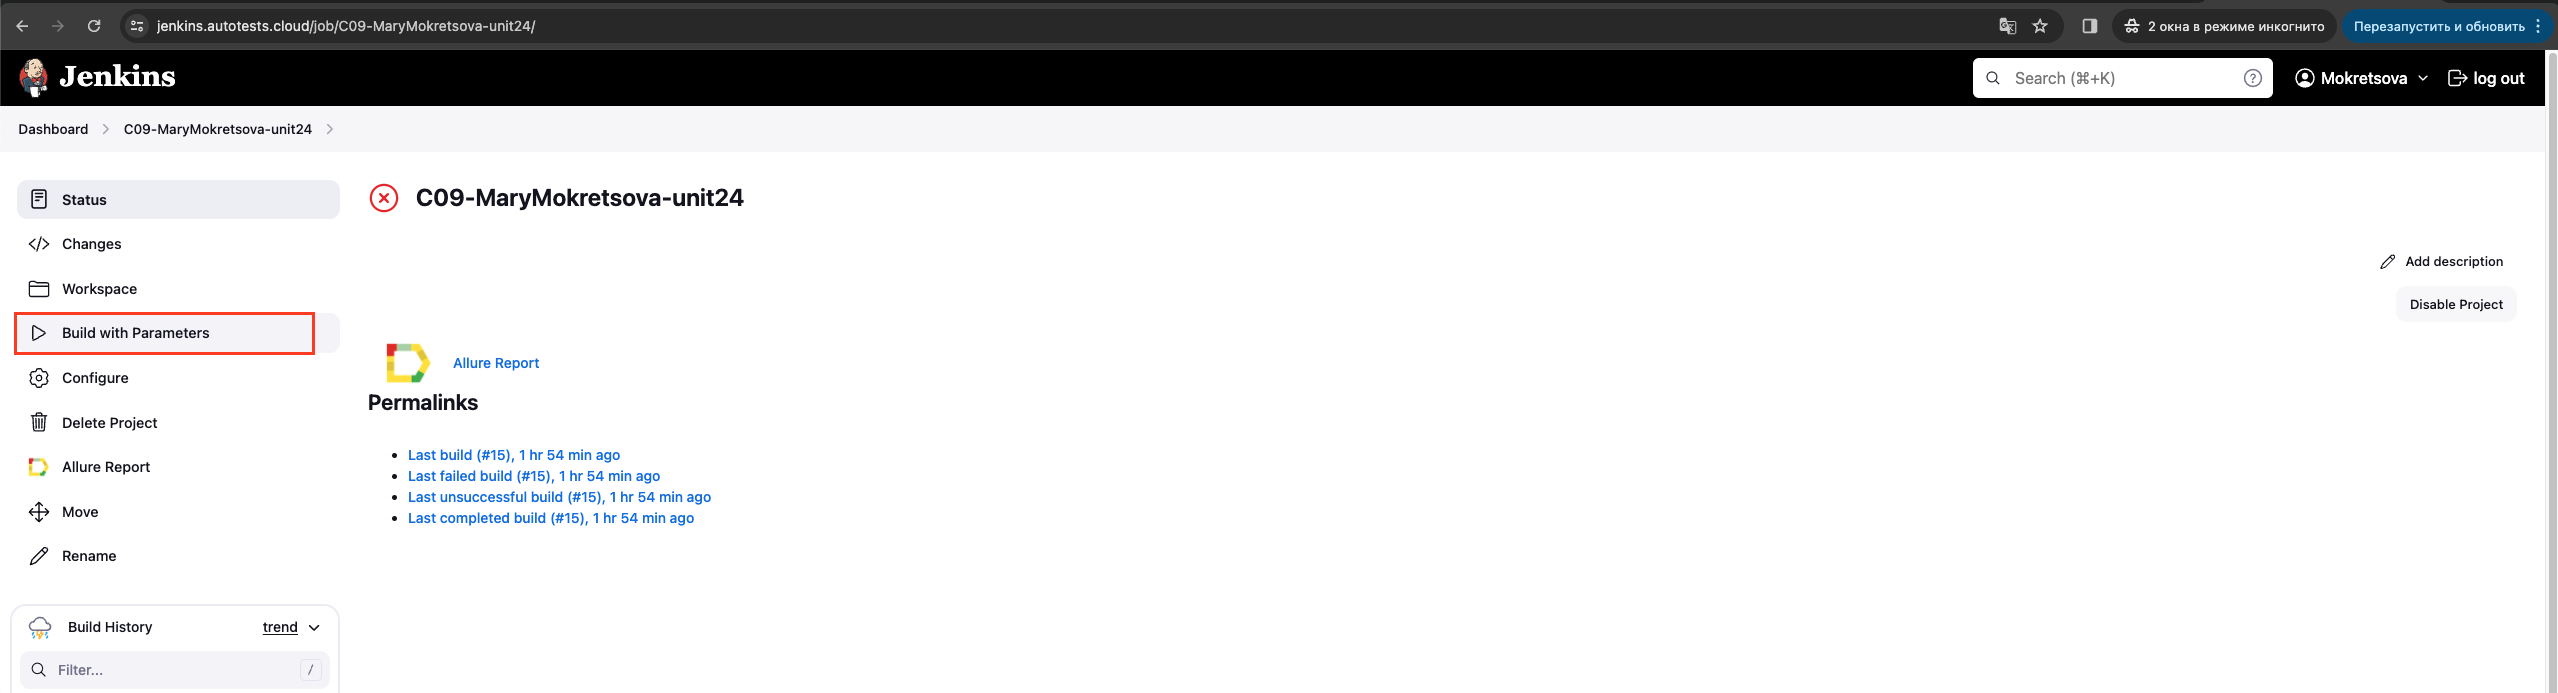 jenkins.autotests.cloud/job/C09-MaryMokretsova-unit24/
2 окна в режиме инкогнито
Перезапустить и обновить
Jenkins
Search (⌘+K)
Mokretsova
log out
Dashboard
C09-MaryMokretsova-unit24
Status
Changes
Workspace
Build with Parameters
Configure
Delete Project
Allure Report
Move
Rename
Build History
trend
Filter...
/
C09-MaryMokretsova-unit24
Add description
Disable Project
Allure Report
Permalinks
Last build (#15), 1 hr 54 min ago
Last failed build (#15), 1 hr 54 min ago
Last unsuccessful build (#15), 1 hr 54 min ago
Last completed build (#15), 1 hr 54 min ago